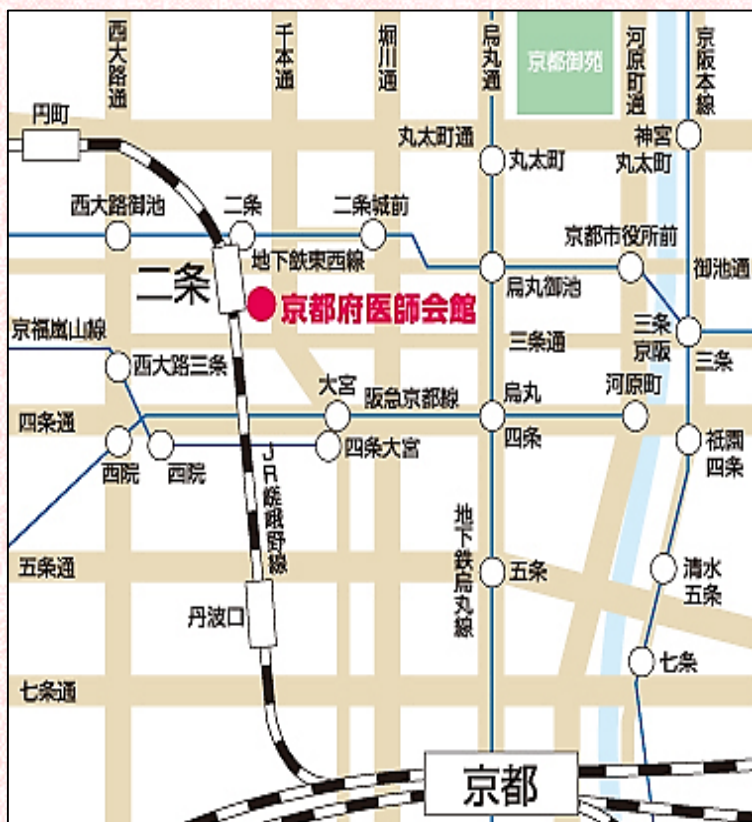 西大路通
千本通
堀川通
烏丸通
京都御苑
河原町通
京阪本線
円町
丸太町通
丸太町
神宮
丸太町
西大路御池
二条
二条城前
京都市役所前
地下鉄東西線
御池通
二条
烏丸御池
京都府医師会館
京福嵐山線
三条通
三条
京阪
三条
西大路三条
大宮
阪急京都線
烏丸
河原町
四条通
四条
西院
西院
四条大宮
祇園
四条
JR嵯峨野線
地下鉄烏丸線
五条通
五条
清水
五条
丹波口
七条
七条通
京都